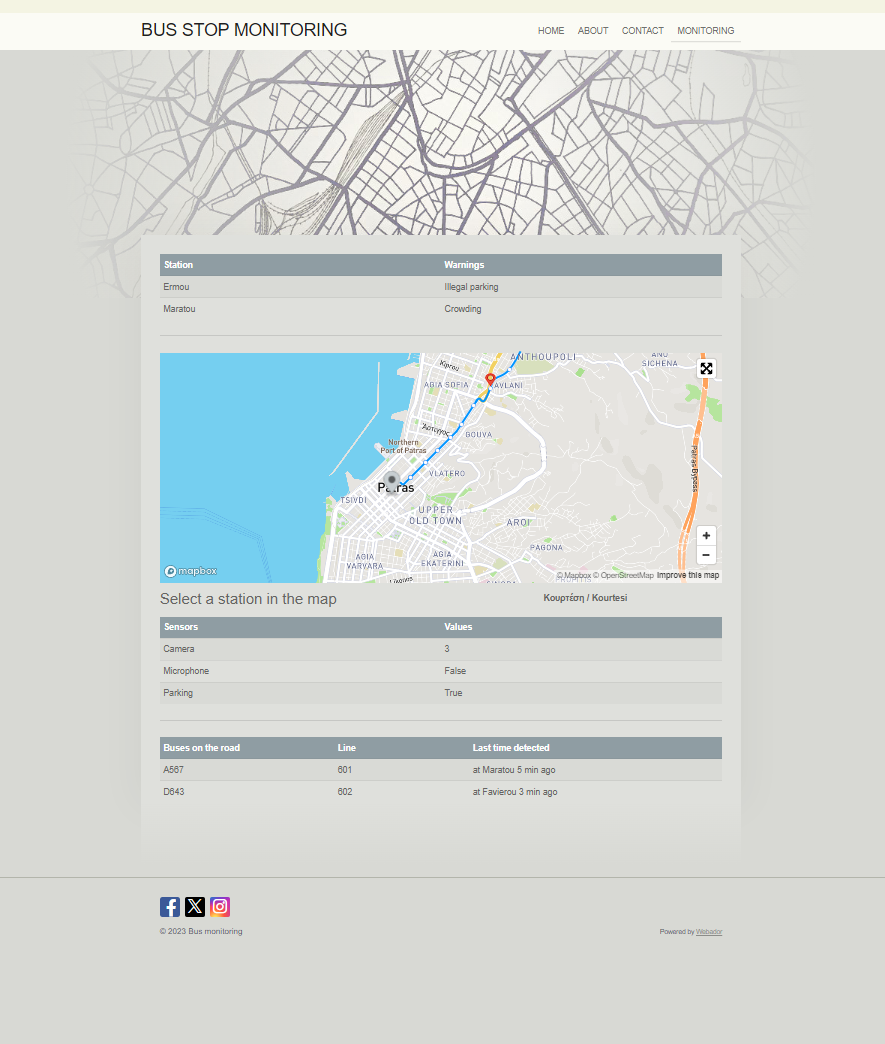 BUS STOP MONITORING
HOME ABOUT CONTACT MONITORING
Station Warnings
Ermou Illegal parking
Maratou Crowding
ANTHOUPOLI
SICHENA
Kiprou
AGIA SOFIA
GOUVA
Northern
Port of Patras
VLATERO
Patras Bypass
TSIVDI
UPPER
OLD TOWN
AROI
PAGONA
AGIA
VARVARA
AGIA
EKATERINI
mapbox
© Mapbox © OpenStreetMap Improve this map
Select a station in the map
Κουρτέση / Kourtesi
Sensors Values
Camera 3
Microphone False
Parking True
Buses on the road Line Last time detected
A567 601 at Maratou 5 min ago
D643 602 at Favierou 3 min ago
© 2023 Bus monitoring
Powered by Webador